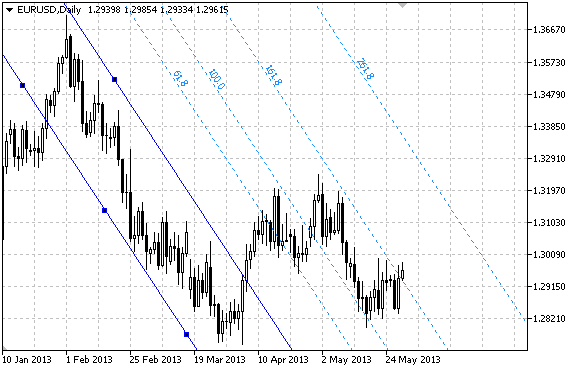 EURUSD,Daily 1.29398 1.29854 1.29334 1.29615
61.8
100.0
161.8
261.8
1.36670
1.35730
1.34790
1.33850
1.32910
1.31970
1.31030
1.30090
1.29150
1.28210
10 Jan 2013
1 Feb 2013
25 Feb 2013
19 Mar 2013
10 Apr 2013
2 May 2013
24 May 2013